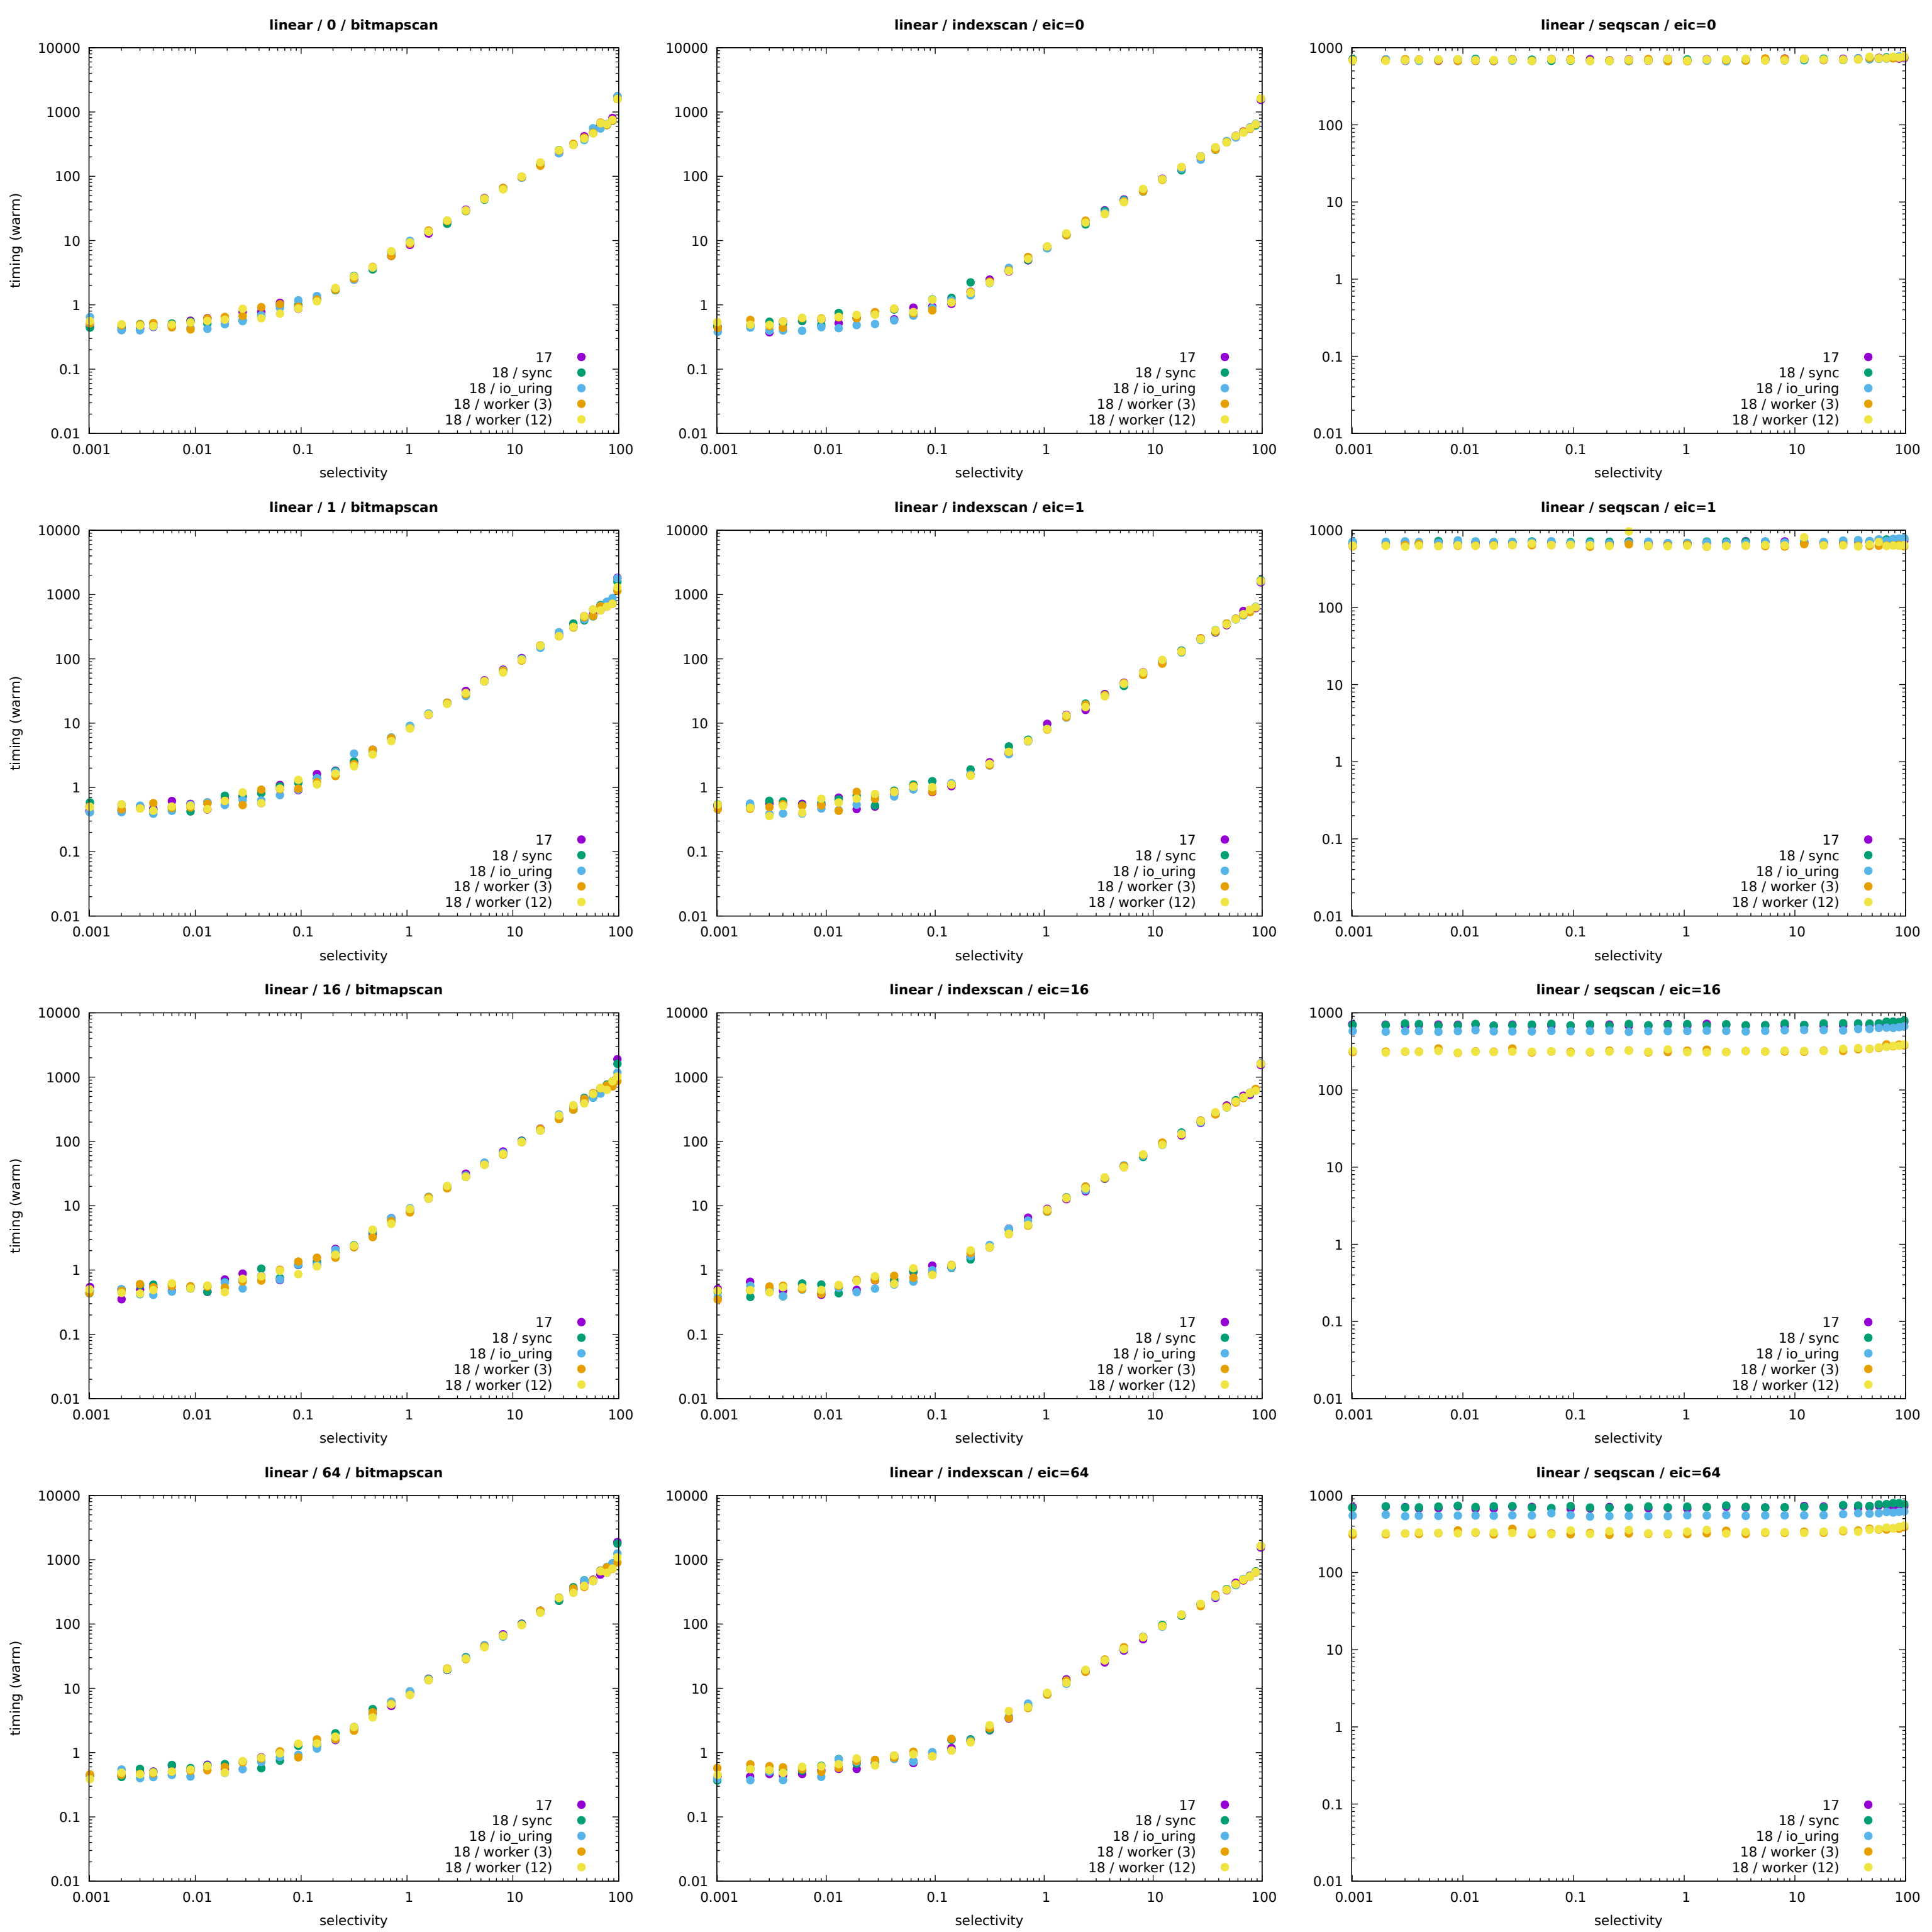 linear / 0 / bitmapscan
10000
1000
100
10
1
0.1
0.01
timing (warm)
17
18 / sync
18 / io_uring
18 / worker (3)
18 / worker (12)
0.001 0.01 0.1 1 10 100
selectivity
linear / indexscan / eic=0
10000
1000
100
10
1
0.1
0.01
17
18 / sync
18 / io_uring
18 / worker (3)
18 / worker (12)
0.001 0.01 0.1 1 10 100
selectivity
linear / seqscan / eic=0
1000
100
10
1
0.1
0.01
17
18 / sync
18 / io_uring
18 / worker (3)
18 / worker (12)
0.001 0.01 0.1 1 10 100
selectivity
linear / 1 / bitmapscan
10000
1000
100
10
1
0.1
0.01
timing (warm)
17
18 / sync
18 / io_uring
18 / worker (3)
18 / worker (12)
0.001 0.01 0.1 1 10 100
selectivity
linear / indexscan / eic=1
10000
1000
100
10
1
0.1
0.01
17
18 / sync
18 / io_uring
18 / worker (3)
18 / worker (12)
0.001 0.01 0.1 1 10 100
selectivity
linear / seqscan / eic=1
1000
100
10
1
0.1
0.01
17
18 / sync
18 / io_uring
18 / worker (3)
18 / worker (12)
0.001 0.01 0.1 1 10 100
selectivity
linear / 16 / bitmapscan
10000
1000
100
10
1
0.1
0.01
timing (warm)
17
18 / sync
18 / io_uring
18 / worker (3)
18 / worker (12)
0.001 0.01 0.1 1 10 100
selectivity
linear / indexscan / eic=16
10000
1000
100
10
1
0.1
0.01
17
18 / sync
18 / io_uring
18 / worker (3)
18 / worker (12)
0.001 0.01 0.1 1 10 100
selectivity
linear / seqscan / eic=16
1000
100
10
1
0.1
0.01
17
18 / sync
18 / io_uring
18 / worker (3)
18 / worker (12)
0.001 0.01 0.1 1 10 100
selectivity
linear / 64 / bitmapscan
10000
1000
100
10
1
0.1
0.01
timing (warm)
17
18 / sync
18 / io_uring
18 / worker (3)
18 / worker (12)
0.001 0.01 0.1 1 10 100
selectivity
linear / indexscan / eic=64
10000
1000
100
10
1
0.1
0.01
17
18 / sync
18 / io_uring
18 / worker (3)
18 / worker (12)
0.001 0.01 0.1 1 10 100
selectivity
linear / seqscan / eic=64
1000
100
10
1
0.1
0.01
17
18 / sync
18 / io_uring
18 / worker (3)
18 / worker (12)
0.001 0.01 0.1 1 10 100
selectivity